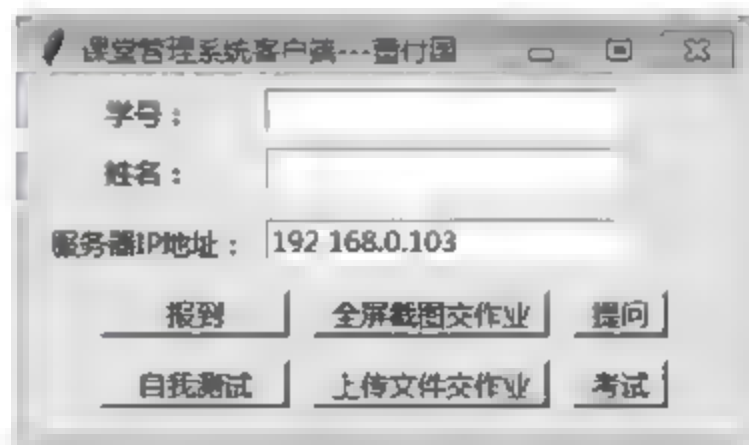 课堂管理系统客户端---董付国
学号：
姓名：
服务器IP地址： 192 168.0.103
报到 全屏截图交作业 提问
自我测试 上传文件交作业 考试